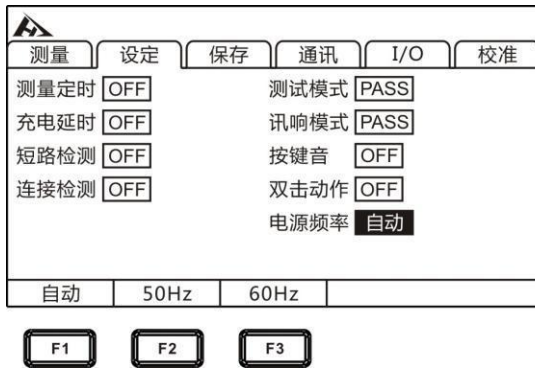 测量 设定 保存 通讯 I/O 校准
测量定时 OFF 测试模式 PASS
充电延时 OFF 讯响模式 PASS
短路检测 OFF 按键音 OFF
连接检测 OFF 双击动作 OFF
电源频率 自动
自动 50Hz 60Hz
F1 F2 F3